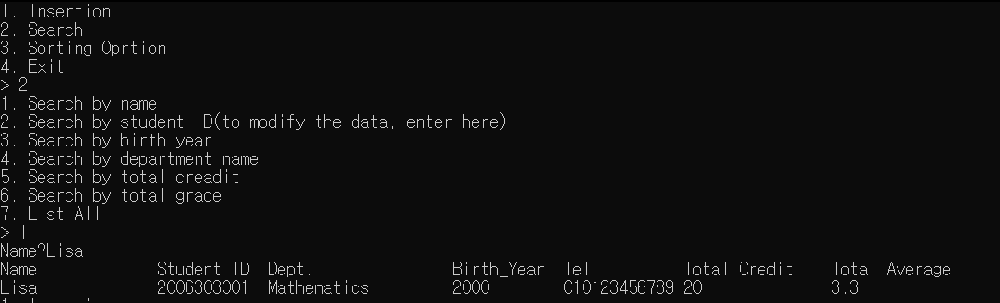 1. Insertion
2. Search
3. Sorting Oprtion
4. Exit
> 2
1. Search by name
2. Search by student ID(to modify the data, enter here)
3. Search by birth year
4. Search by department name
5. Search by total creadit
6. Search by total grade
7. List All
> 1
Name?Lisa
Name Student ID Dept. Birth_Year Tel Total Credit Total Average
Lisa 2006303001 Mathematics 2000 010123456789 20 3.3